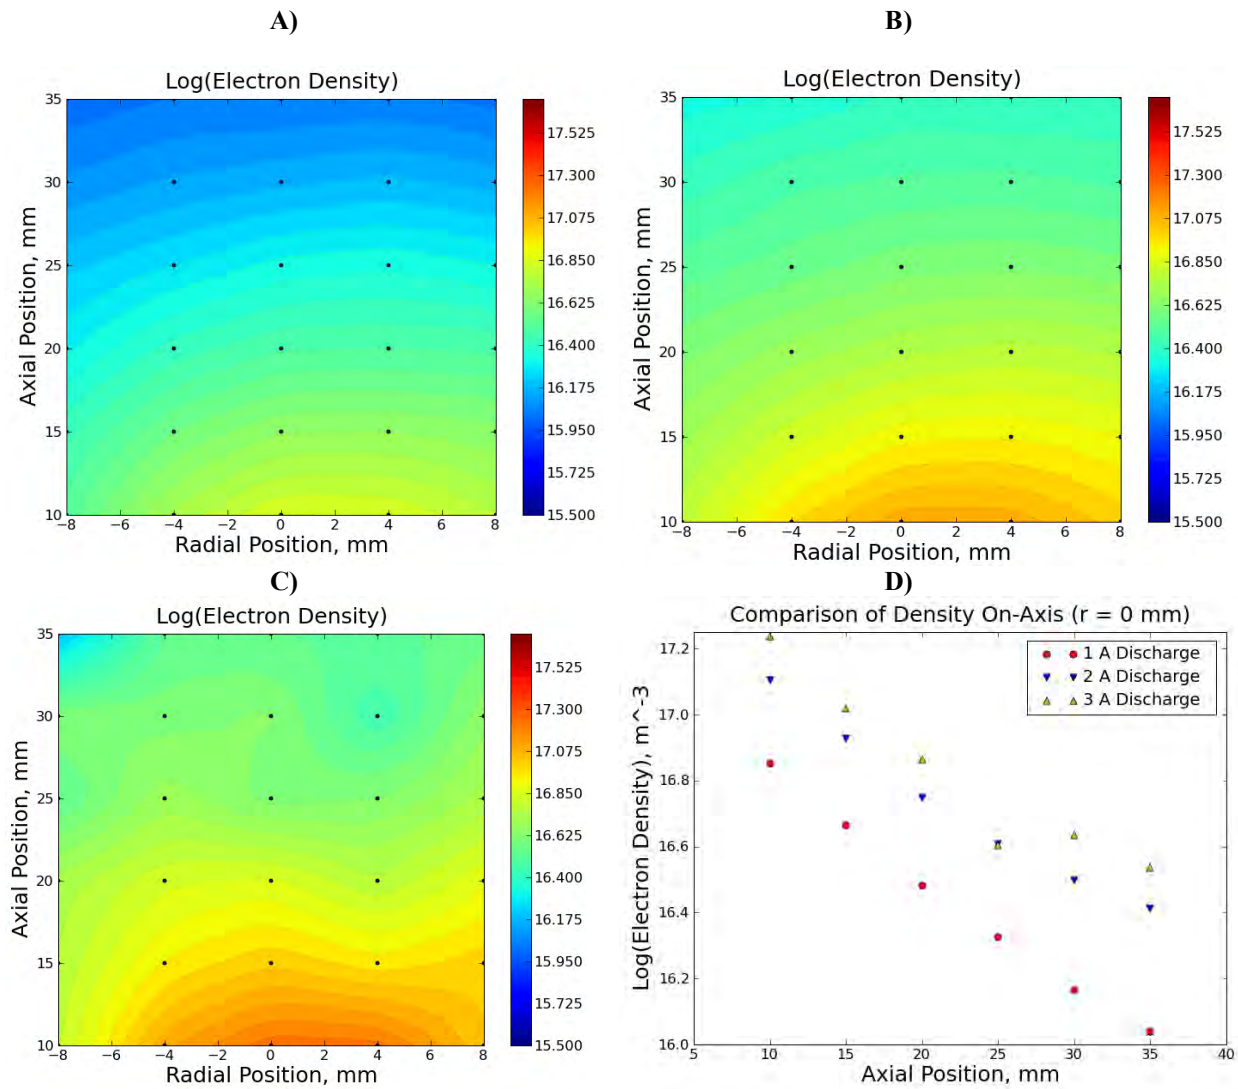 A)
Log(Electron Density)
35
30
25
20
15
10
Axial Position, mm
−8 −6 −4 −2 0 2 4 6 8
Radial Position, mm
17.525
17.300
17.075
16.850
16.625
16.400
16.175
15.950
15.725
15.500
B)
Log(Electron Density)
35
30
25
20
15
10
Axial Position, mm
−8 −6 −4 −2 0 2 4 6 8
Radial Position, mm
17.525
17.300
17.075
16.850
16.625
16.400
16.175
15.950
15.725
15.500
C)
Log(Electron Density)
35
30
25
20
15
10
Axial Position, mm
−8 −6 −4 −2 0 2 4 6 8
Radial Position, mm
17.525
17.300
17.075
16.850
16.625
16.400
16.175
15.950
15.725
15.500
D)
Comparison of Density On-Axis (r = 0 mm)
1 A Discharge
2 A Discharge
3 A Discharge
17.2
17.0
16.8
16.6
16.4
16.2
16.0
Log(Electron Density), m^-3
5 10 15 20 25 30 35 40
Axial Position, mm